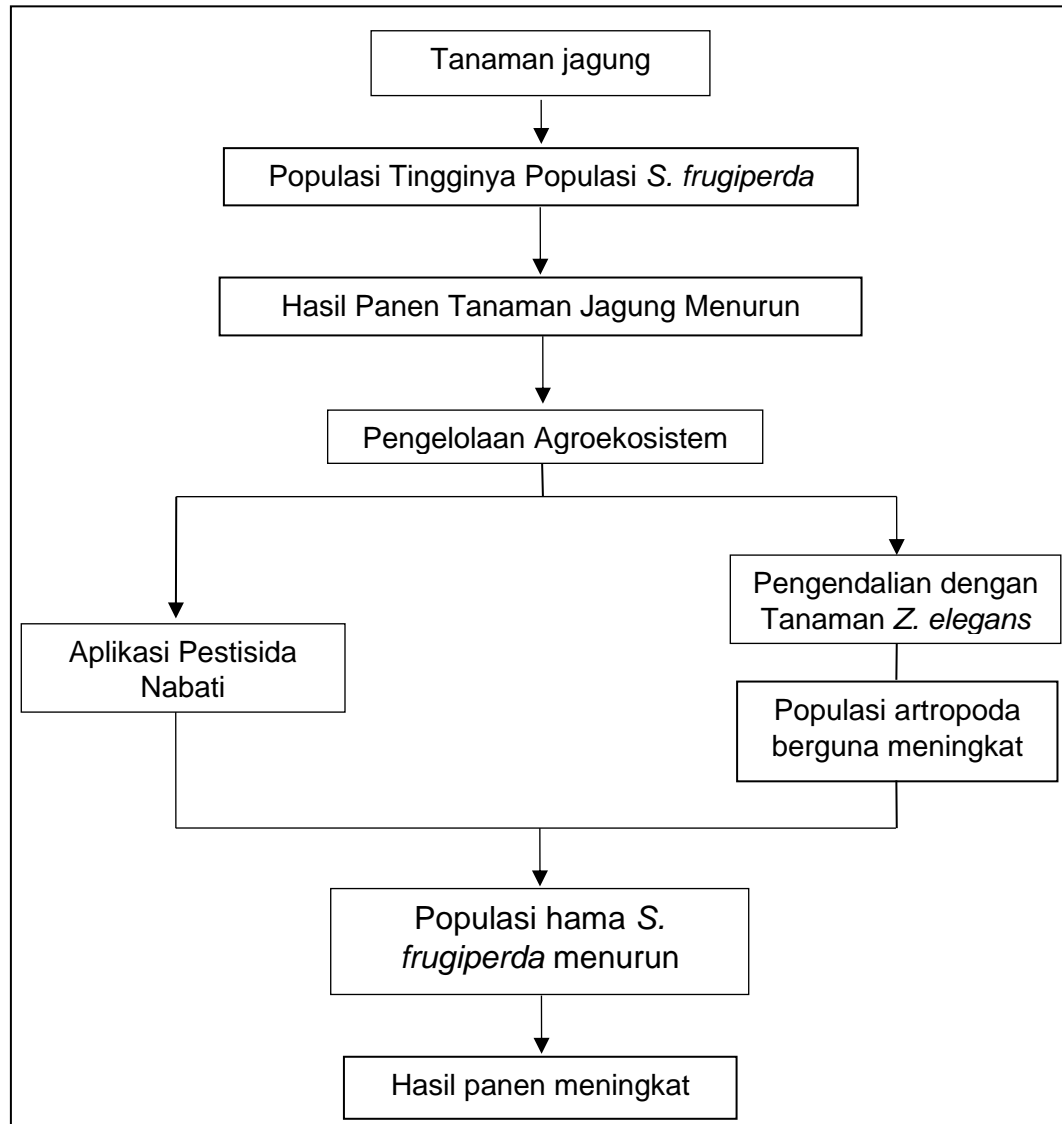 Tanaman jagung
Populasi Tingginya Populasi S. frugiperda
Hasil Panen Tanaman Jagung Menurun
Pengelolaan Agroekosistem
Aplikasi Pestisida
Nabati
Pengendalian dengan
Tanaman Z. elegans
Populasi artropoda
berguna meningkat
Populasi hama S.
frugiperda menurun
Hasil panen meningkat